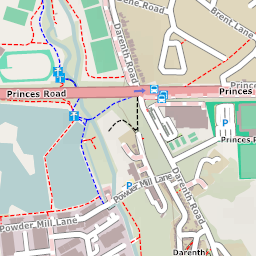 Darenth Road
Brent Lane
Princes Road
Princes
Princes
P
Powder Mill Lane
Darenth Road
Powder Mill Lane
P
P
Darenth